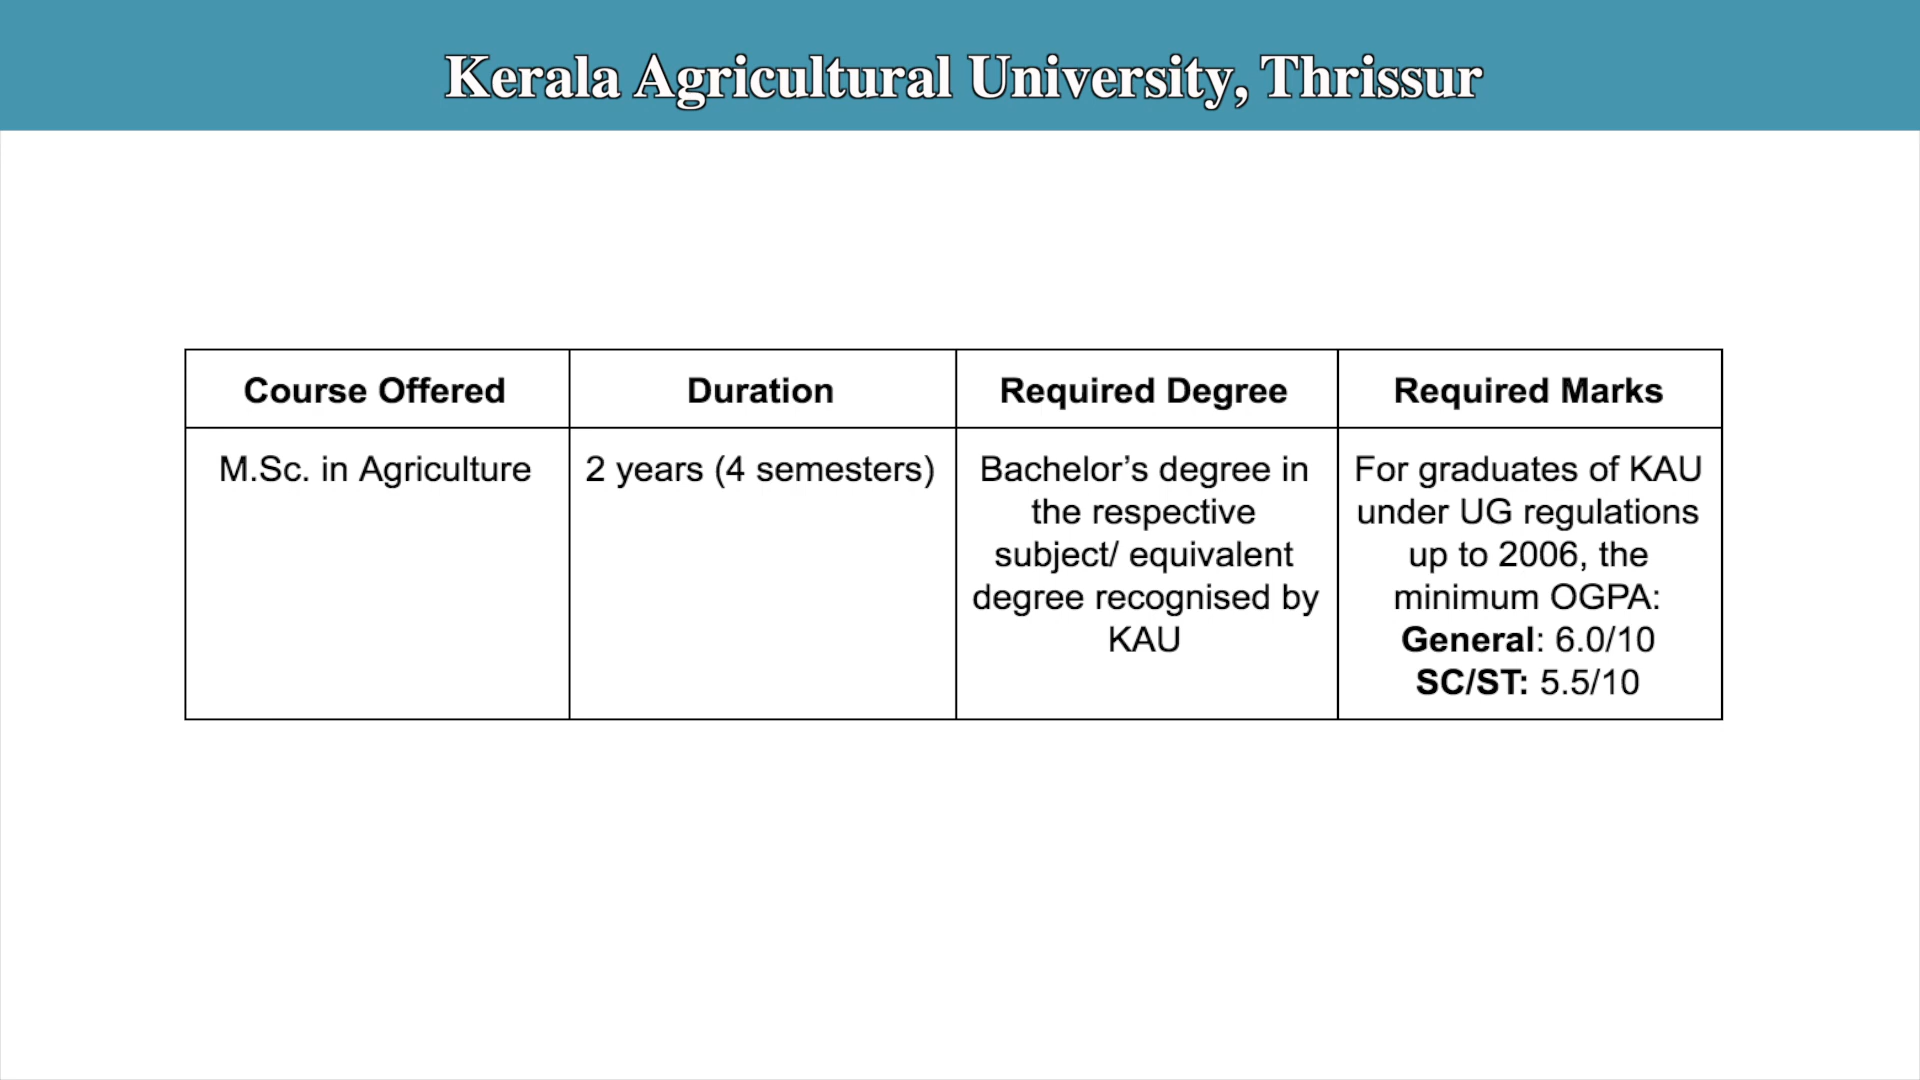 Kerala Agricultural University, Thrissur
Course Offered
Duration
Required Degree
Required Marks
M.Sc. in Agriculture
2 years (4 semesters)
Bachelor’s degree in
the respective
subject/ equivalent
degree recognised by
KAU
For graduates of KAU
under UG regulations
up to 2006, the
minimum OGPA:
General: 6.0/10
SC/ST: 5.5/10